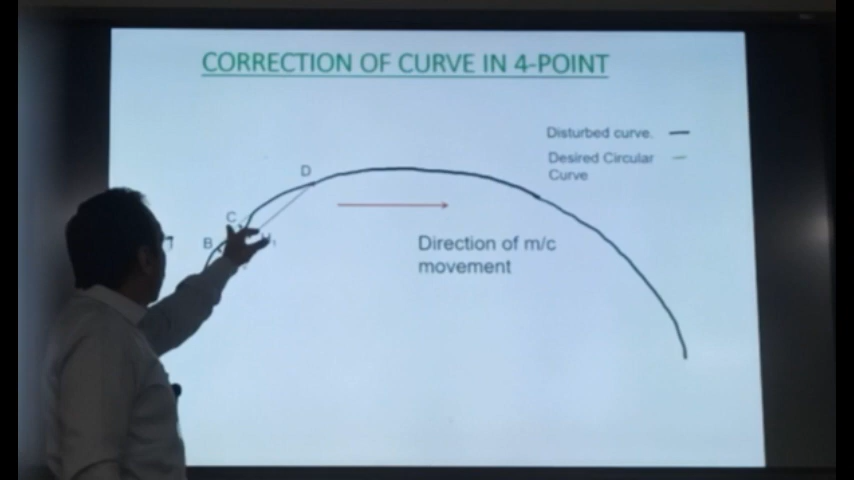 CORRECTION OF CURVE IN 4-POINT
Disturbed curve.
Desired Circular
Curve
D
C
B
Direction of m/c
movement